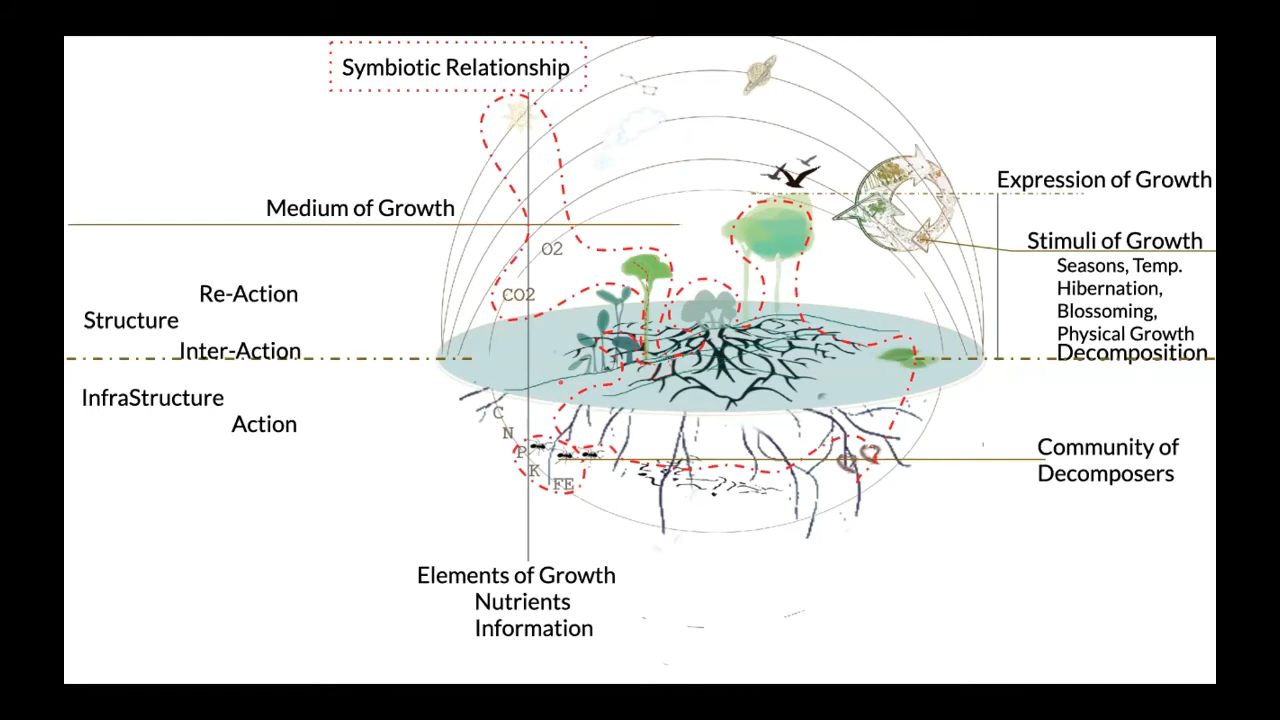 Symbiotic Relationship
Expression of Growth
Medium of Growth
Stimuli of Growth
O2
Seasons, Temp.
Hibernation,
Blossoming,
Physical Growth
Decomposition
CO2
Re-Action
Structure
Inter-Action
InfraStructure
Action
C
N
P
K
FE
Community of
Decomposers
Elements of Growth
Nutrients
Information